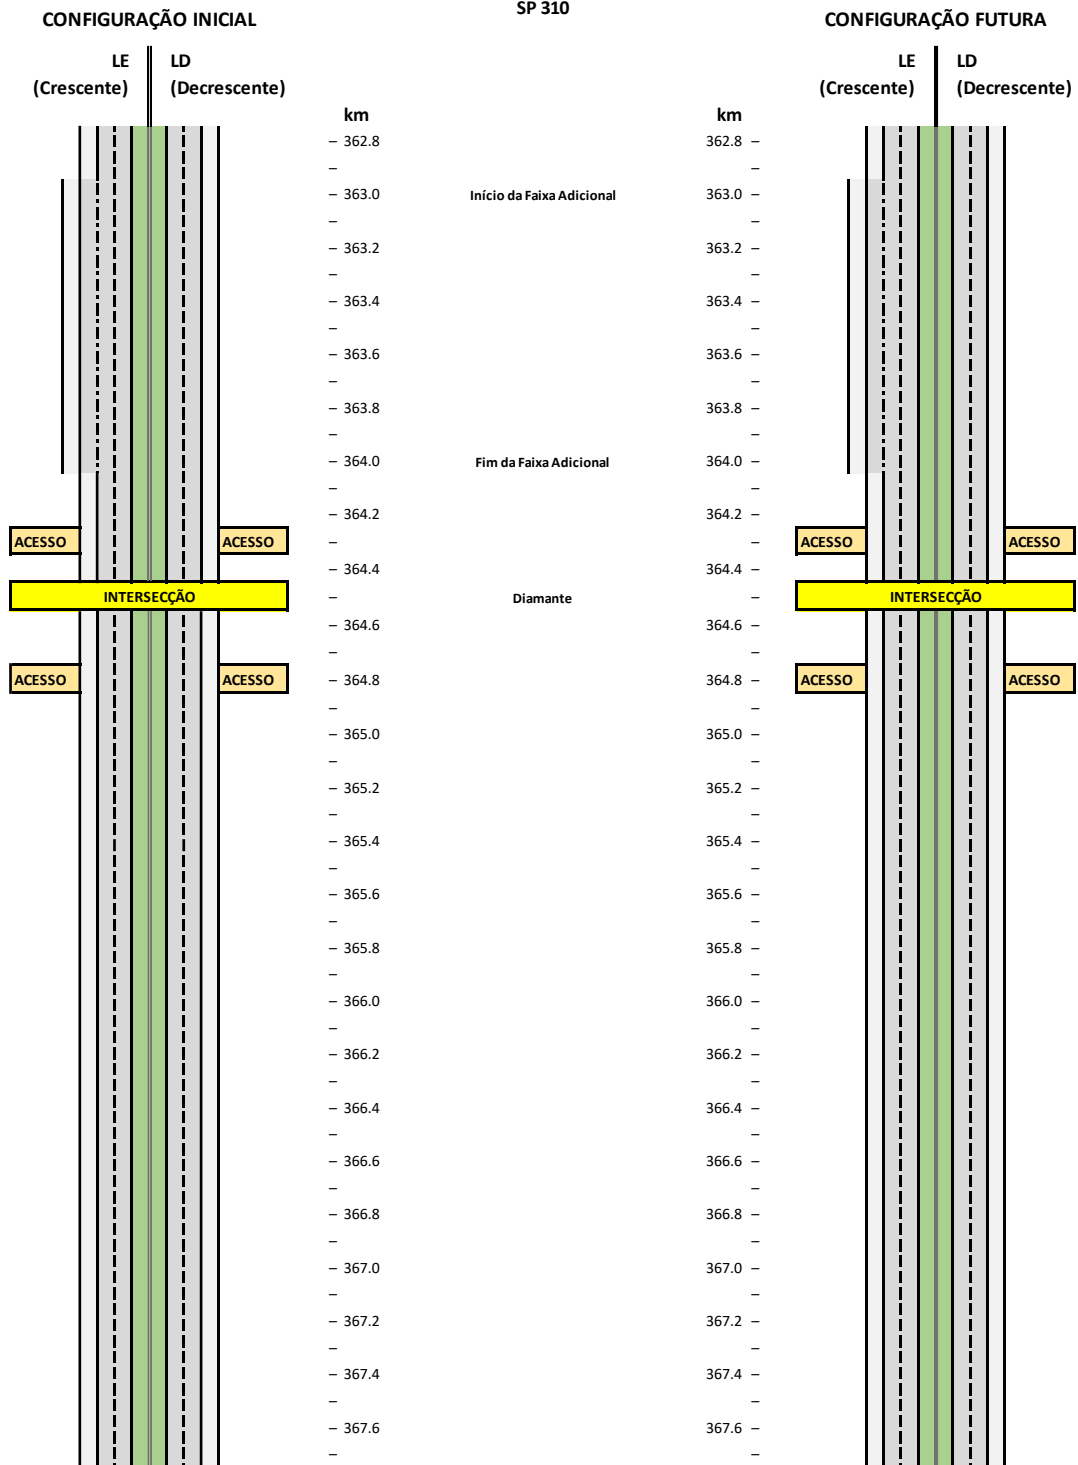 SP 310
CONFIGURAÇÃO INICIAL CONFIGURAÇÃO FUTURA
LE LD LE LD
(Crescente) (Decrescente) (Crescente) (Decrescente)
km km
– 362.8 362.8 –
– –
– 363.0 Início da Faixa Adicional 363.0 –
– –
– 363.2 363.2 –
– –
– 363.4 363.4 –
– –
– 363.6 363.6 –
– –
– 363.8 363.8 –
– –
– 364.0 Fim da Faixa Adicional 364.0 –
– –
– 364.2 364.2 –
ACESSO ACESSO – – ACESSO ACESSO
– 364.4 364.4 –
INTERSECÇÃO – Diamante – INTERSECÇÃO
– 364.6 364.6 –
– –
ACESSO ACESSO – 364.8 364.8 – ACESSO ACESSO
– –
– 365.0 365.0 –
– –
– 365.2 365.2 –
– –
– 365.4 365.4 –
– –
– 365.6 365.6 –
– –
– 365.8 365.8 –
– –
– 366.0 366.0 –
– –
– 366.2 366.2 –
– –
– 366.4 366.4 –
– –
– 366.6 366.6 –
– –
– 366.8 366.8 –
– –
– 367.0 367.0 –
– –
– 367.2 367.2 –
– –
– 367.4 367.4 –
– –
– 367.6 367.6 –
– –